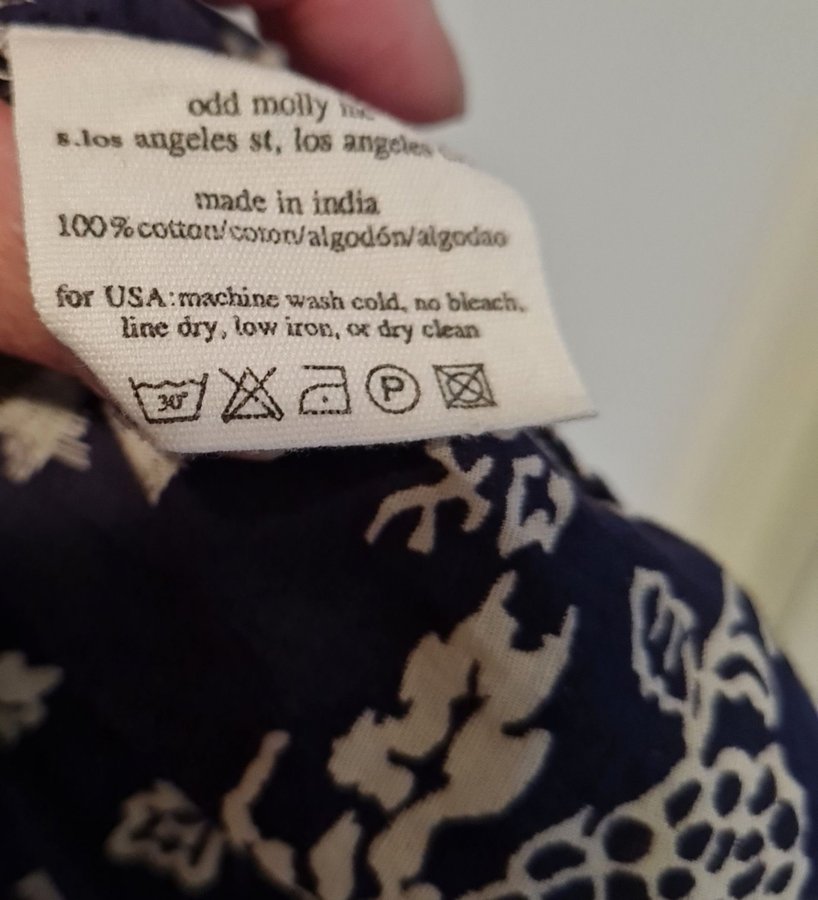 odd molly
s.los angeles st, los angeles
made in india
100%cotton/coton/algodón/algodao
for USA:machine wash cold, no bleach,
line dry, low iron, or dry clean
30° P